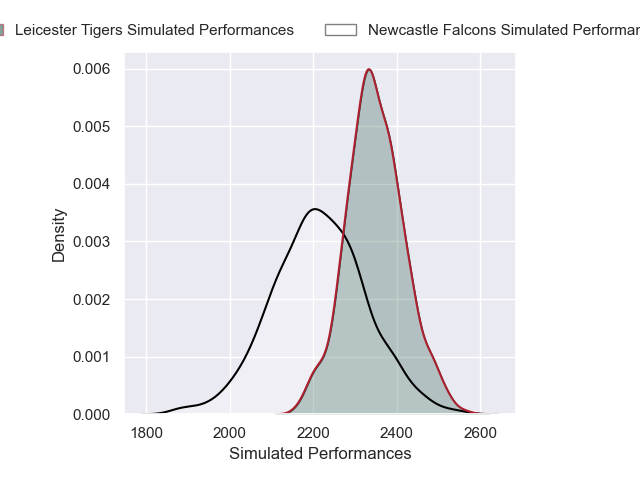 Leicester Tigers Simulated Performances
Newcastle Falcons Simulated
0.006
0.005
0.004
0.003
0.002
0.001
0.000
Density
1800 2000 2200 2400 2600
Simulated Performances